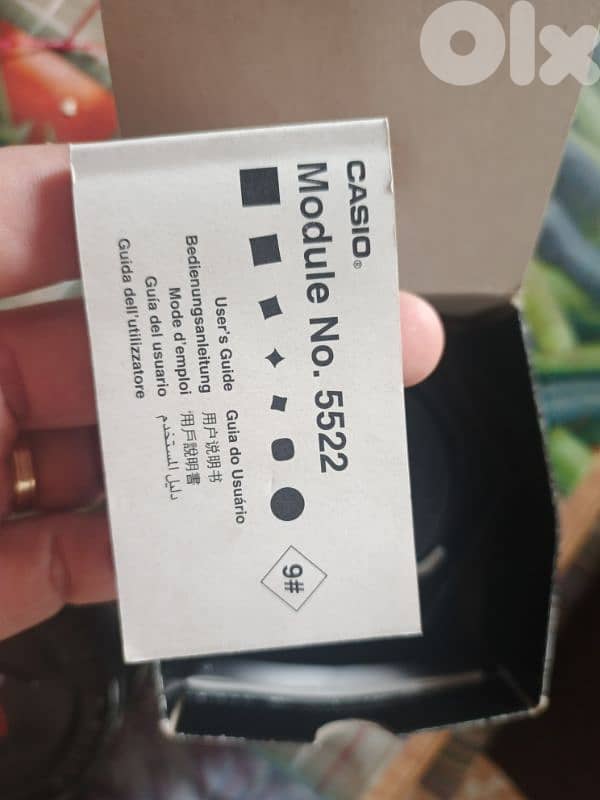 Olx
CASIO®
Module No. 5522
User's Guide
Bedienungsanleitung
Mode d'emploi
Guía del usuario
Guida dell'utilizzatore
Guia do Usuário
用户说明书
用戶說明書
دليل المستخدم
9#